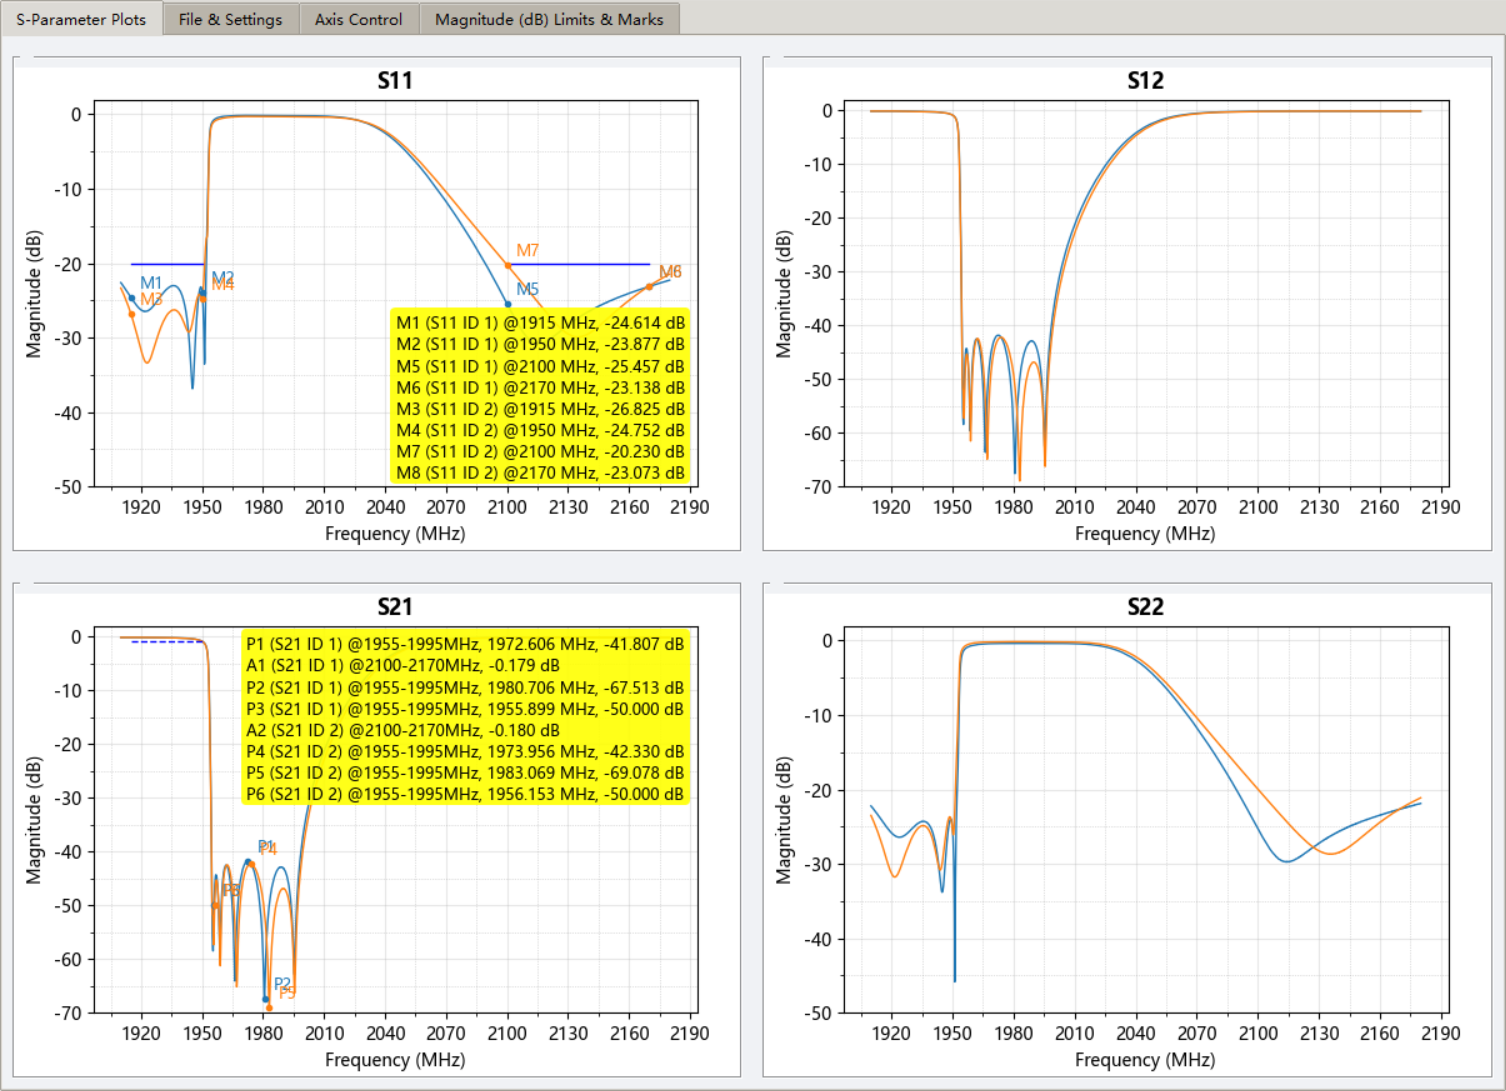 S-Parameter Plots File & Settings Axis Control Magnitude (dB) Limits & Marks
S11
Magnitude (dB)
0
-10
-20
-30
-40
-50
M1
M2
M3
M4
M7
M5
M6
M8
M1 (S11 ID 1) @1915 MHz, -24.614 dB
M2 (S11 ID 1) @1950 MHz, -23.877 dB
M5 (S11 ID 1) @2100 MHz, -25.457 dB
M6 (S11 ID 1) @2170 MHz, -23.138 dB
M3 (S11 ID 2) @1915 MHz, -26.825 dB
M4 (S11 ID 2) @1950 MHz, -24.752 dB
M7 (S11 ID 2) @2100 MHz, -20.230 dB
M8 (S11 ID 2) @2170 MHz, -23.073 dB
1920 1950 1980 2010 2040 2070 2100 2130 2160 2190
Frequency (MHz)
S12
Magnitude (dB)
0
-10
-20
-30
-40
-50
-60
-70
1920 1950 1980 2010 2040 2070 2100 2130 2160 2190
Frequency (MHz)
S21
Magnitude (dB)
0
-10
-20
-30
-40
-50
-60
-70
P1 (S21 ID 1) @1955-1995MHz, 1972.606 MHz, -41.807 dB
A1 (S21 ID 1) @2100-2170MHz, -0.179 dB
P2 (S21 ID 1) @1955-1995MHz, 1980.706 MHz, -67.513 dB
P3 (S21 ID 1) @1955-1995MHz, 1955.899 MHz, -50.000 dB
A2 (S21 ID 2) @2100-2170MHz, -0.180 dB
P4 (S21 ID 2) @1955-1995MHz, 1973.956 MHz, -42.330 dB
P5 (S21 ID 2) @1955-1995MHz, 1983.069 MHz, -69.078 dB
P6 (S21 ID 2) @1955-1995MHz, 1956.153 MHz, -50.000 dB
P1
P4
P2
P5
1920 1950 1980 2010 2040 2070 2100 2130 2160 2190
Frequency (MHz)
S22
Magnitude (dB)
0
-10
-20
-30
-40
-50
1920 1950 1980 2010 2040 2070 2100 2130 2160 2190
Frequency (MHz)